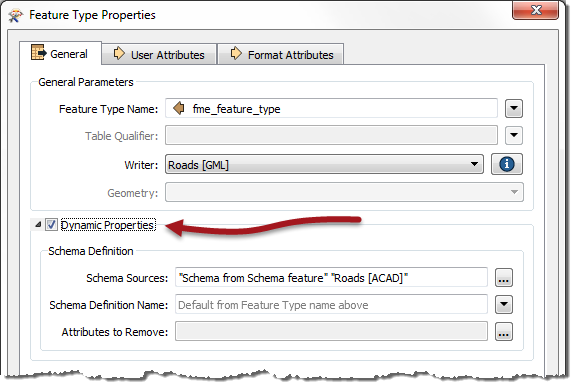 Feature Type Properties
General
User Attributes
Format Attributes
General Parameters
Feature Type Name: fme_feature_type
Table Qualifier:
Writer: Roads [GML]
Geometry:
Dynamic Properties
Schema Definition
Schema Sources: "Schema from Schema feature" "Roads [ACAD]" ...
Schema Definition Name: Default from Feature Type name above
Attributes to Remove: ...